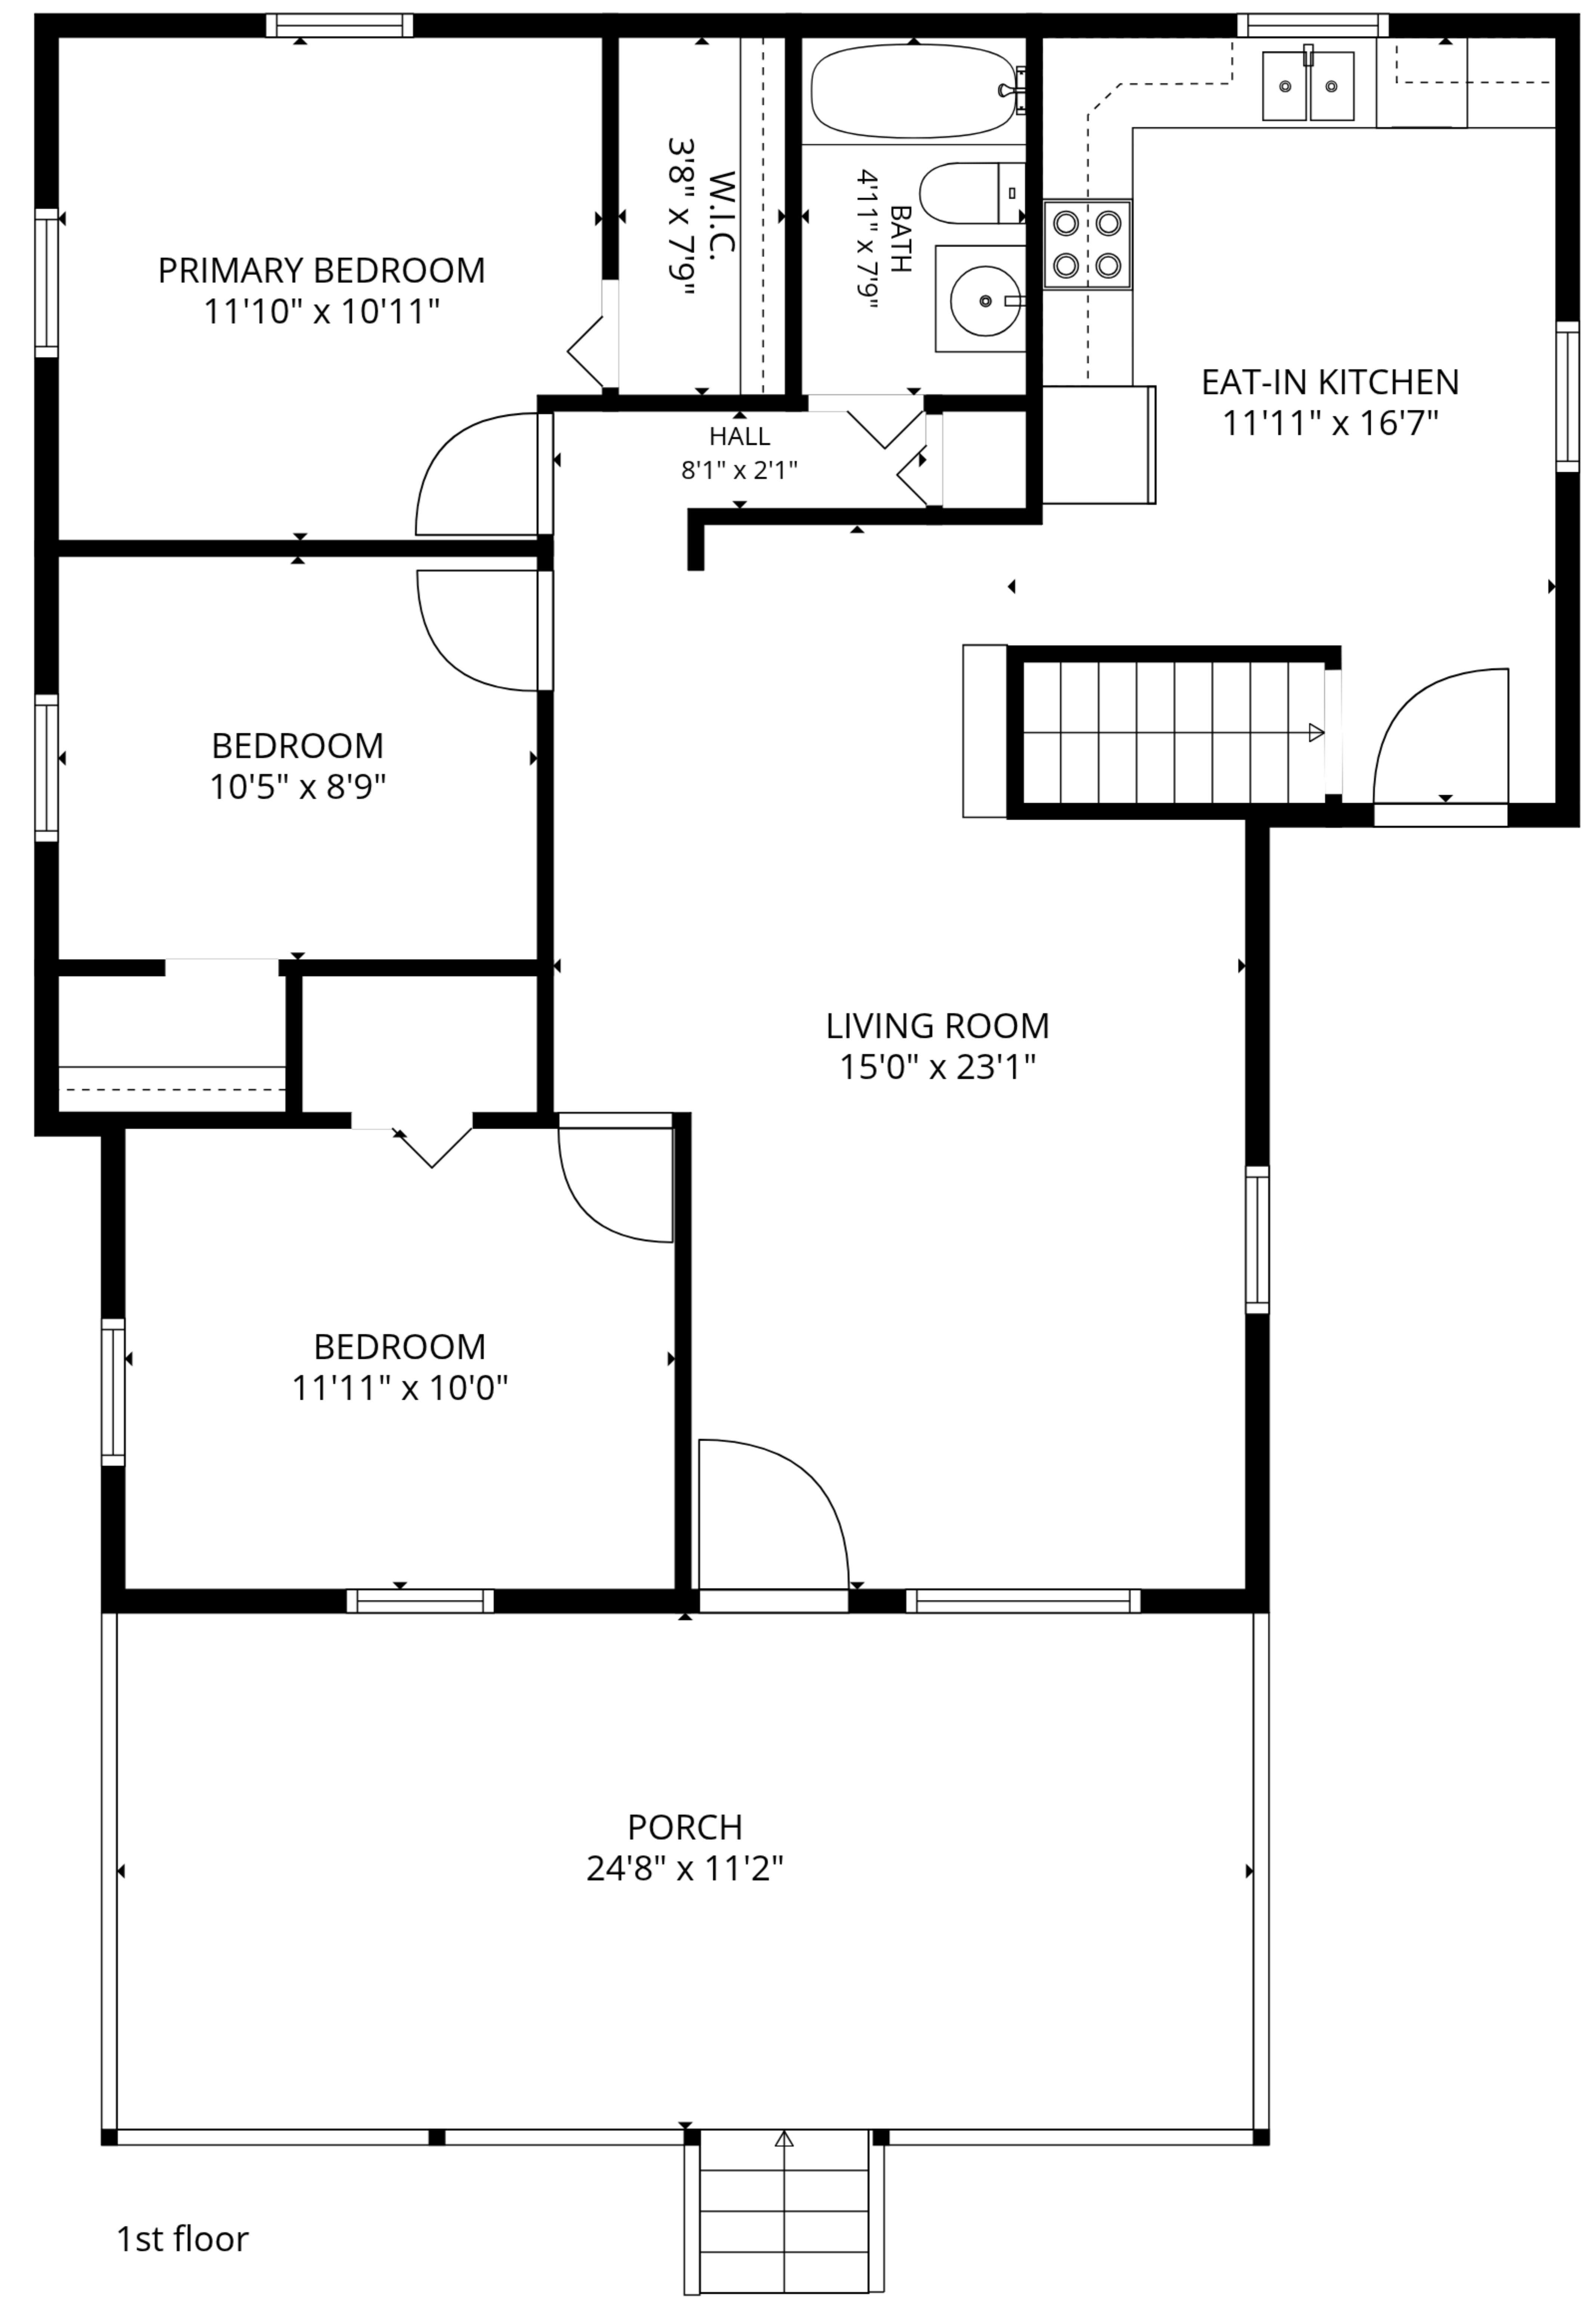 PRIMARY BEDROOM
11'10" x 10'11"
W.I.C.
3'8" x 7'9"
BATH
4'11" x 7'9"
EAT-IN KITCHEN
11'11" x 16'7"
HALL
8'1" x 2'1"
BEDROOM
10'5" x 8'9"
LIVING ROOM
15'0" x 23'1"
BEDROOM
11'11" x 10'0"
PORCH
24'8" x 11'2"
1st floor